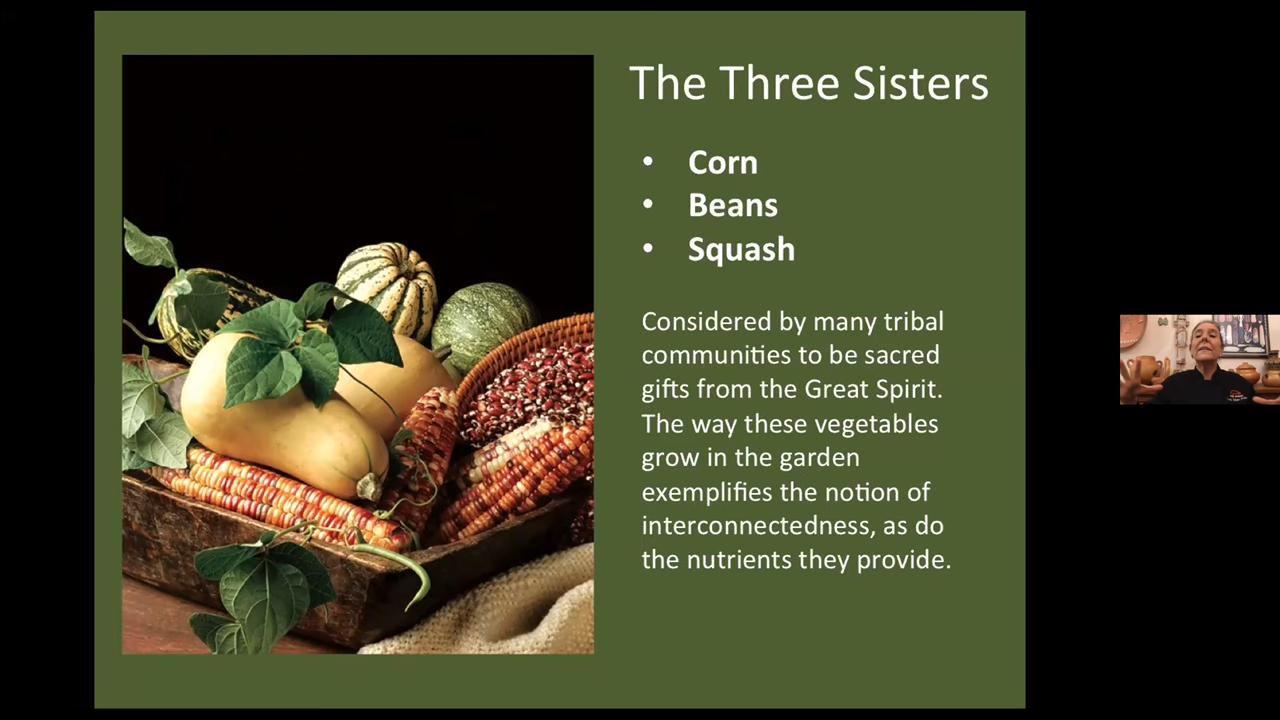 The Three Sisters
• Corn
• Beans
• Squash
Considered by many tribal
communities to be sacred
gifts from the Great Spirit.
The way these vegetables
grow in the garden
exemplifies the notion of
interconnectedness, as do
the nutrients they provide.